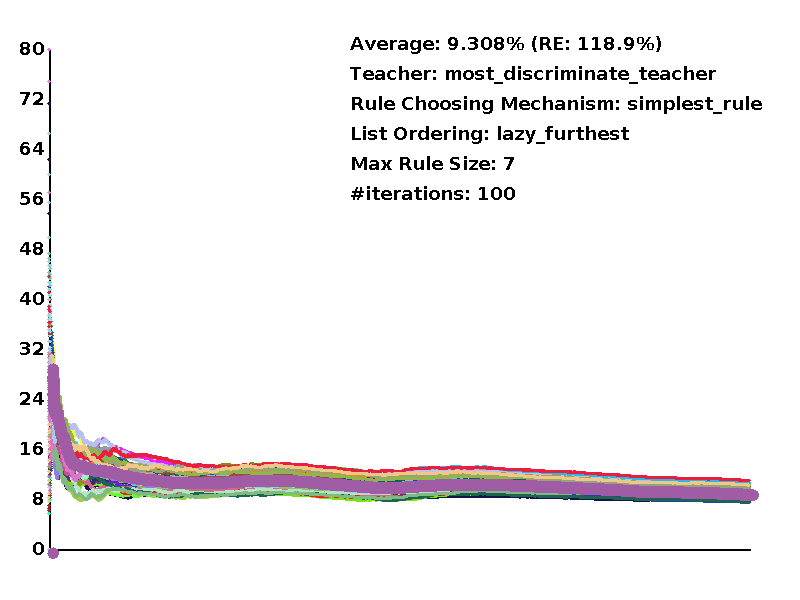 Average: 9.308% (RE: 118.9%)
Teacher: most_discriminate_teacher
Rule Choosing Mechanism: simplest_rule
List Ordering: lazy_furthest
Max Rule Size: 7
#iterations: 100
80
72
64
56
48
40
32
24
16
8
0